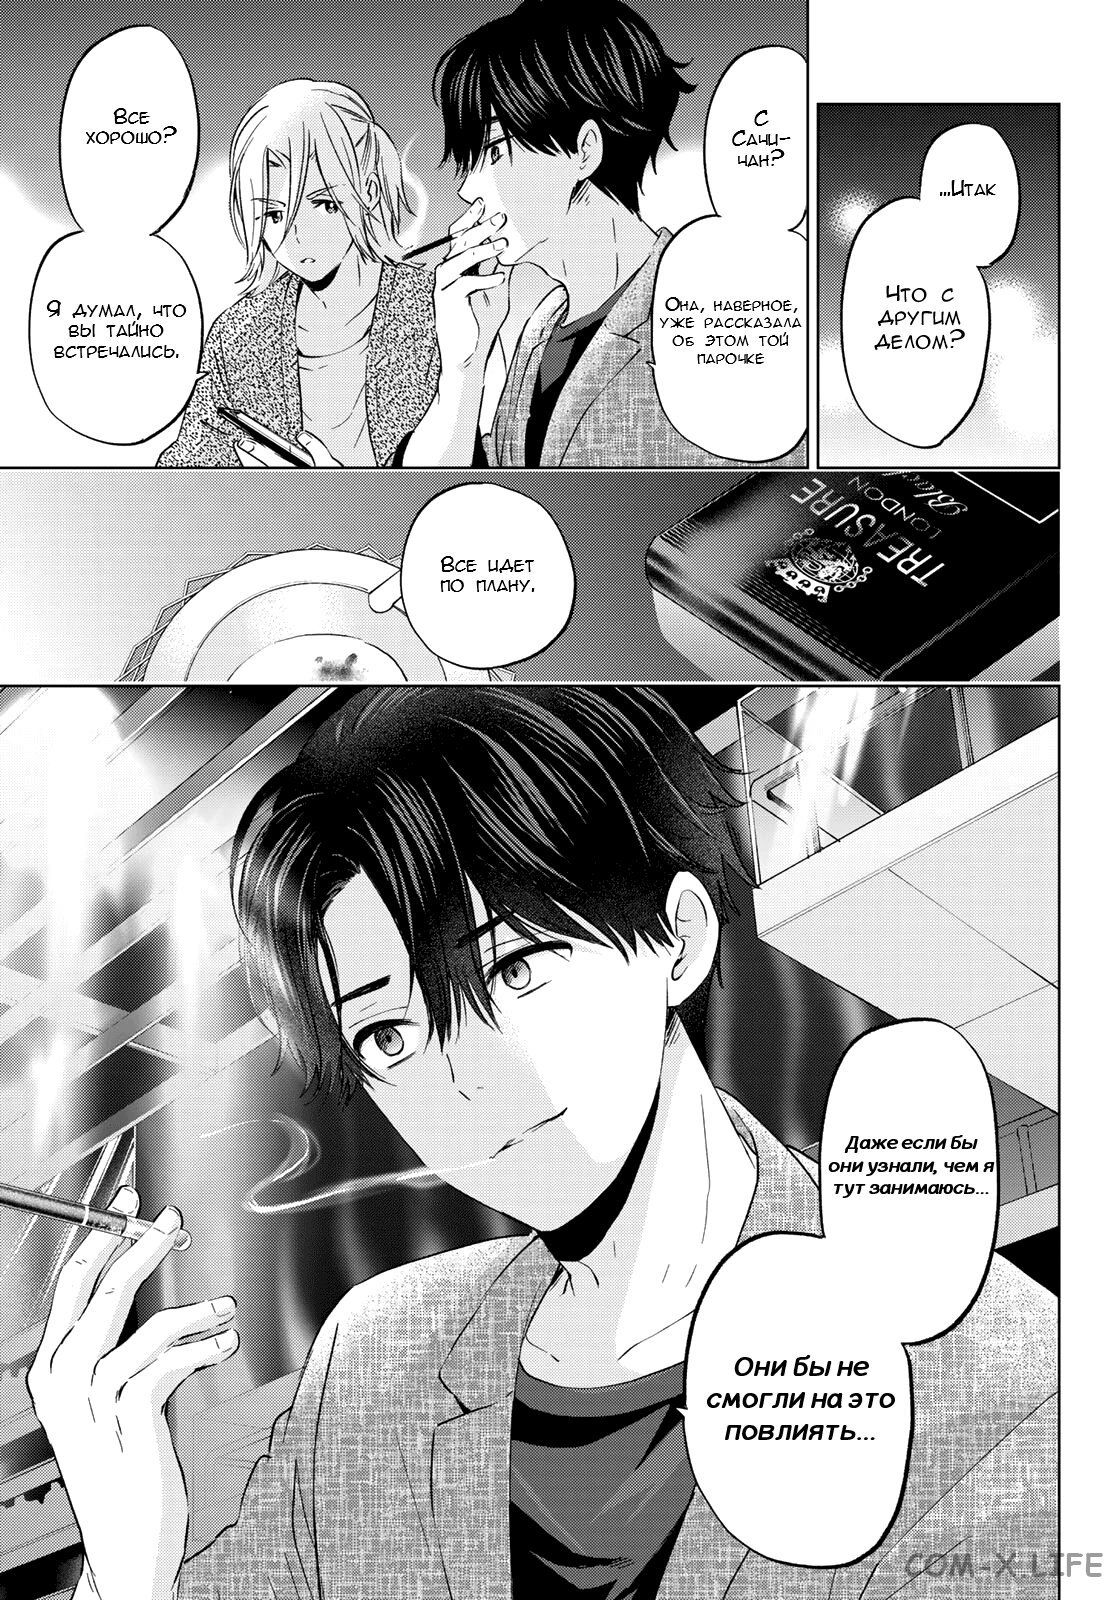 ...Итак
Что с
другим
делом?
С
Сачи-
чан?
Она, наверное,
уже рассказала
об этом той
парочке
Все
хорошо?
Я думал, что
вы тайно
встречались.
TREASURE
LONDON
Black
Все идет
по плану.
Даже если бы
они узнали, чем я
тут занимаюсь...
Они бы не
смогли на это
повлиять...
COM-X.LIFE